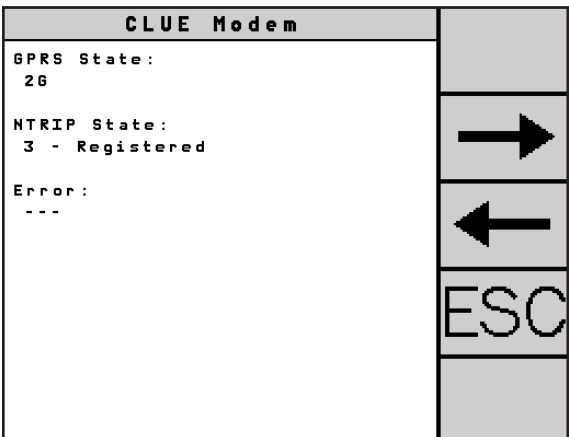 CLUE Modem
GPRS State:
2G
NTRIP State:
3 - Registered
Error:
---
ESC